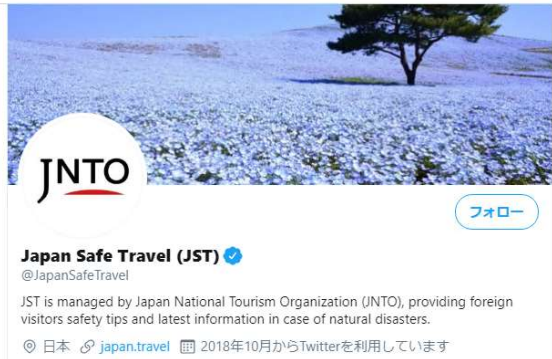 JNTO
フォロー
Japan Safe Travel (JST)
@JapanSafeTravel
JST is managed by Japan National Tourism Organization (JNTO), providing foreign
visitors safety tips and latest information in case of natural disasters.
日本 japan.travel 2018年10月からTwitterを利用しています